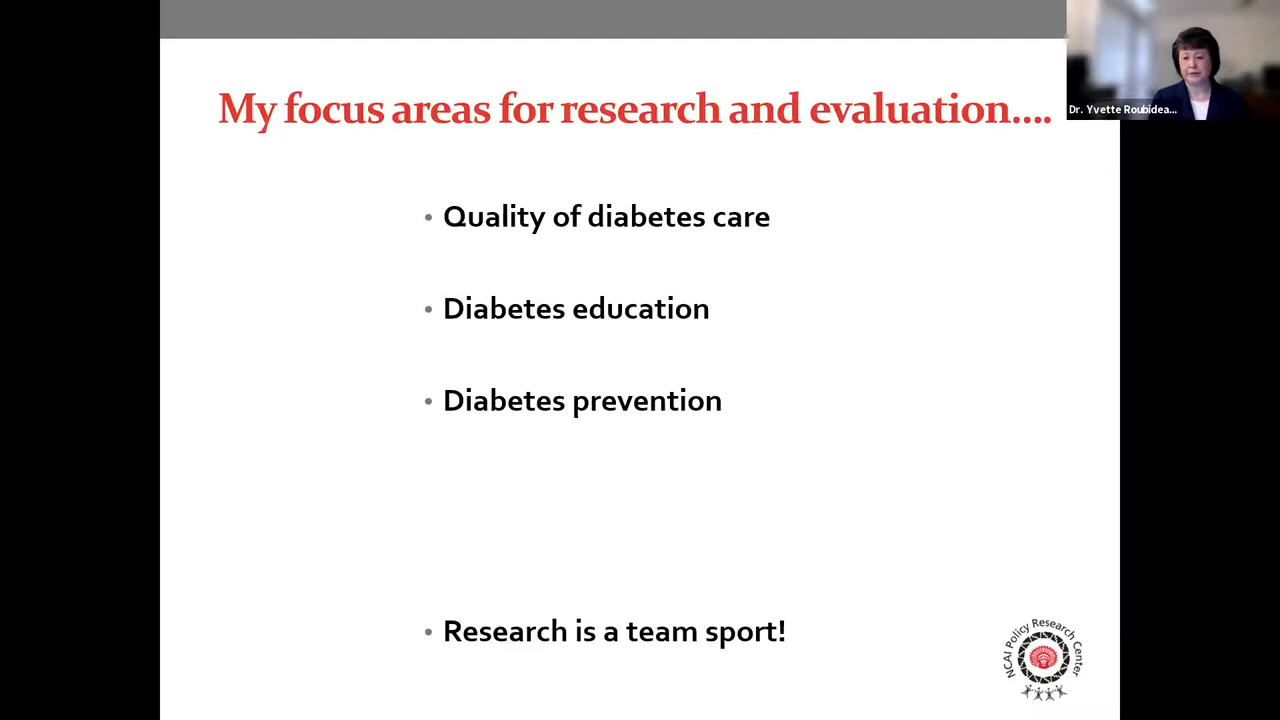 My focus areas for research and evaluation....
Dr. Yvette Roubidea...
• Quality of diabetes care
• Diabetes education
• Diabetes prevention
• Research is a team sport!
NCAI Policy Research Center